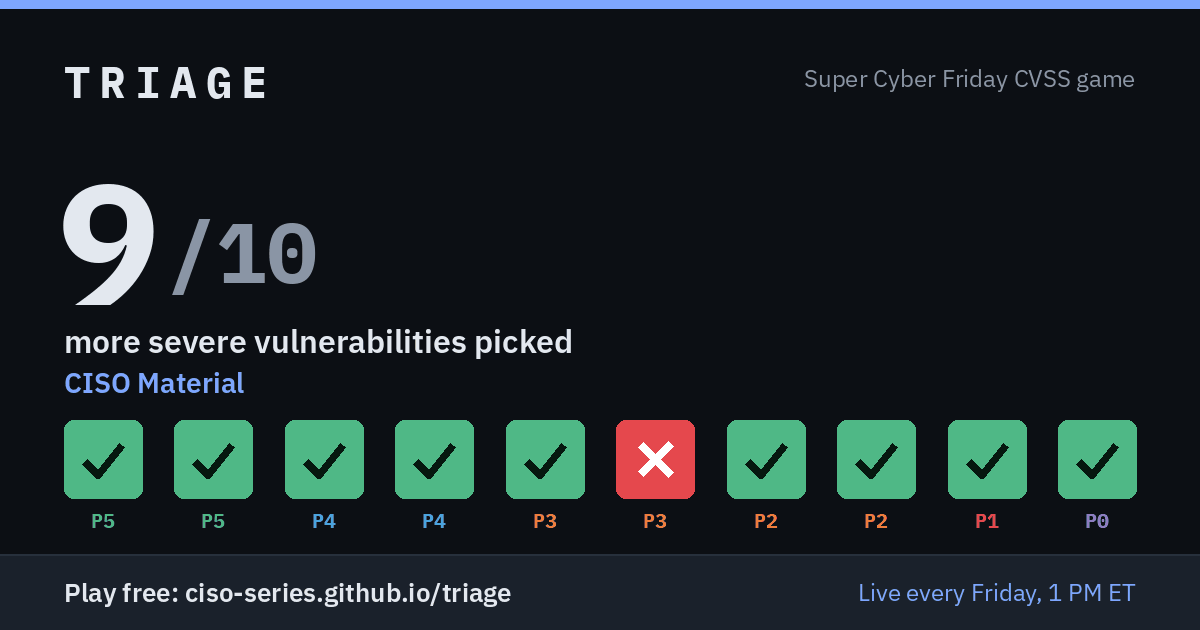 TRIAGE
Super Cyber Friday CVSS game
9/10
more severe vulnerabilities picked
CISO Material
P5 P5 P4 P4 P3 P3 P2 P2 P1 P0
Play free: ciso-series.github.io/triage
Live every Friday, 1 PM ET